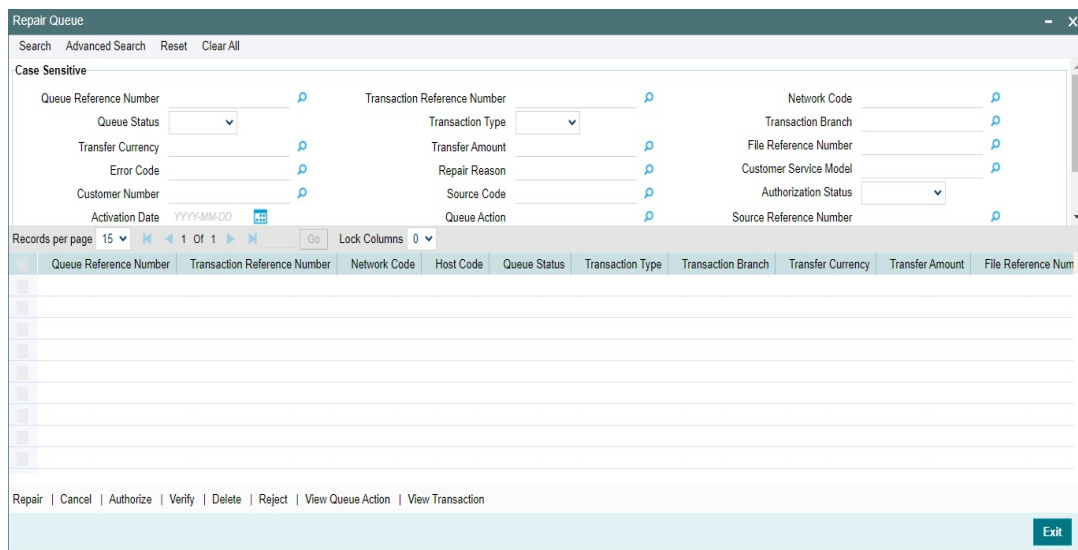 Repair Queue
Search Advanced Search Reset Clear All
Case Sensitive
Queue Reference Number Transaction Reference Number Network Code
Queue Status Transaction Type Transaction Branch
Transfer Currency Transfer Amount File Reference Number
Error Code Repair Reason Customer Service Model
Customer Number Source Code Authorization Status
Activation Date YYYY-MM-DD Queue Action Source Reference Number
Records per page 15 1 Of 1 Go Lock Columns 0
Queue Reference Number Transaction Reference Number Network Code Host Code Queue Status Transaction Type Transaction Branch Transfer Currency Transfer Amount File Reference Num
Repair | Cancel | Authorize | Verify | Delete | Reject | View Queue Action | View Transaction
Exit